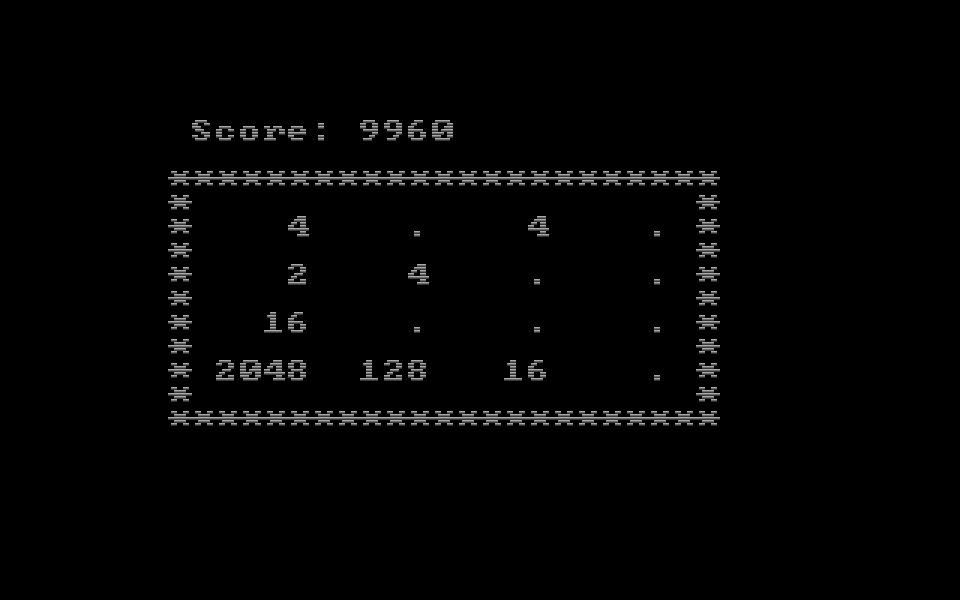 Score: 9960
***********************
*                     *
*    4    .    4    . *
*                     *
*    2    4    .    . *
*                     *
*   16    .    .    . *
*                     *
* 2048  128   16    . *
*                     *
***********************